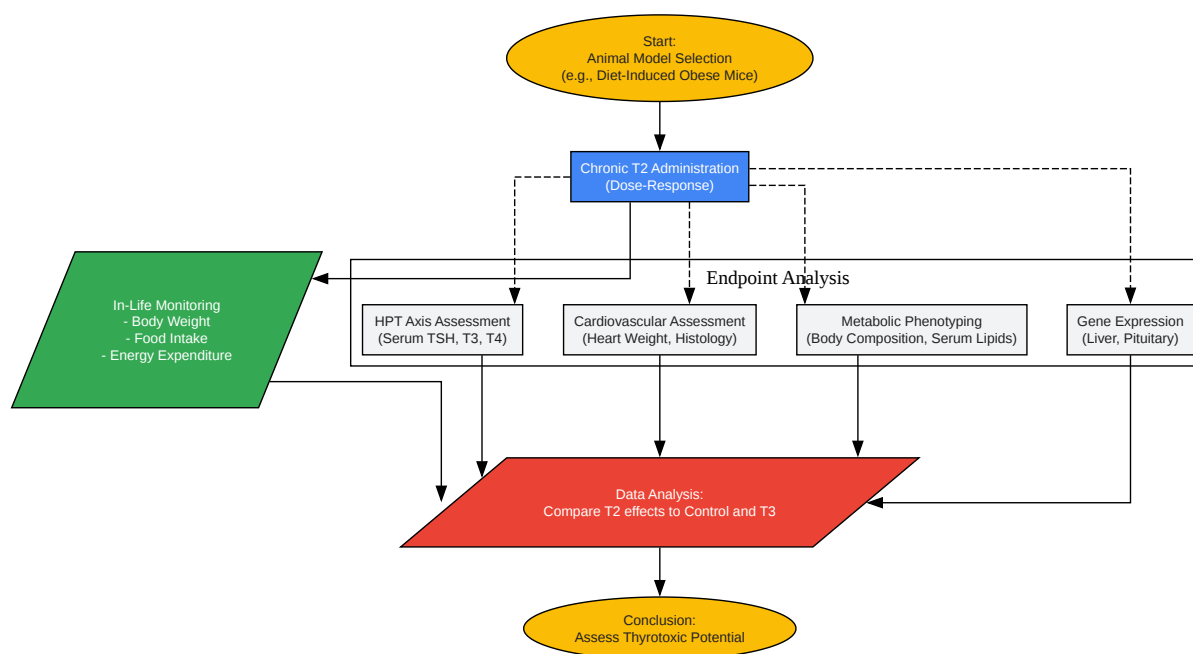 Start:
Animal Model Selection
(e.g., Diet-Induced Obese Mice)
Chronic T2 Administration
(Dose-Response)
Endpoint Analysis
In-Life Monitoring
- Body Weight
- Food Intake
- Energy Expenditure
HPT Axis Assessment
(Serum TSH, T3, T4)
Cardiovascular Assessment
(Heart Weight, Histology)
Metabolic Phenotyping
(Body Composition, Serum Lipids)
Gene Expression
(Liver, Pituitary)
Data Analysis:
Compare T2 effects to Control and T3
Conclusion:
Assess Thyrotoxic Potential